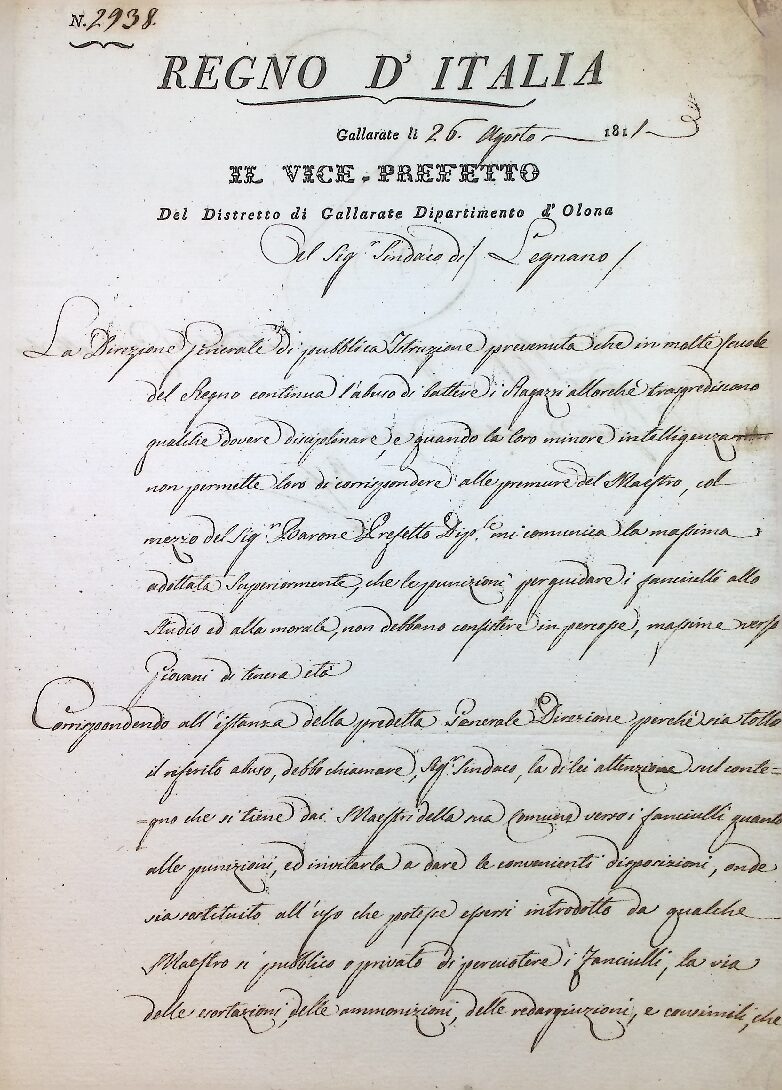 N. 2938.
REGNO D' ITALIA
Gallarate li 26. Agosto 1811
IL VICE-PREFETTO
Del Distretto di Gallarate Dipartimento d' Olona
Al Sig.r Sindaco di / Legnano /
La Direzione Generale di pubblica Istruzione prevenuta che in molte scuole
del Regno continua l'abuso di battere i Ragazzi allorchè trasgrediscono
qualche dovere disciplinare, e quando la loro minore intelligenza
non permette loro di corrispondere alle premure del Maestro, col
mezzo del Sig.r Barone Prefetto Dip.le mi comunica la massima
adottata Superiormente, che le punizioni per guidare i fanciulli allo
studio ed alla morale, non debbano consistere in percosse, massime verso
Giovani di tenera età
Corrispondendo all'istanza della predetta Generale Direzione perchè sia tolto
il riferito abuso, debbo chiamare, Sig.r Sindaco, la di lei attenzione sul conte-
=gno che si tiene dai Maestri della sua Comune verso i fanciulli quanto
alle punizioni, ed invitarla a dare le convenienti disposizioni, onde
sia sostituito all'uso che potesse essersi introdotto da qualche
Maestro sì pubblico o privato di percuotere i Fanciulli, la via
delle esortazioni, delle ammonizioni, delle redarguizioni, e consimili, che